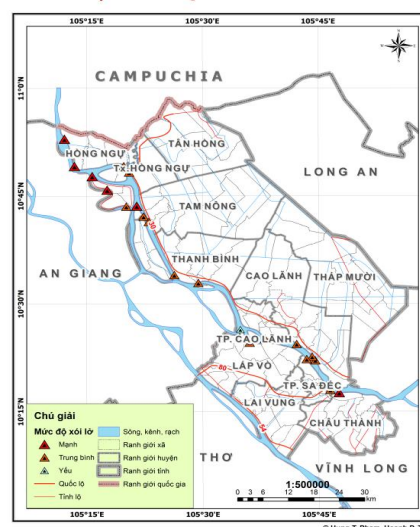 105°15'E 105°30'E 105°45'E
CAMPUCHIA
11°0'N
TÂN HỒNG
HỒNG NGỰ
TX.HỒNG NGỰ
LONG AN
10°45'N
TAM NÔNG
30
THANH BÌNH
AN GIANG
CAO LÃNH
THÁP MƯỜI
10°30'N
TP. CAO LÃNH
LẤP VÒ
80
TP. SA ĐÉC
10°15'N
LAI VUNG
CHÂU THÀNH
54
THƠ
VĨNH LONG
Chú giải
Mức độ xói lở
Mạnh
Trung bình
Yếu
Quốc lộ
Tỉnh lộ
Sông, kênh, rạch
Ranh giới xã
Ranh giới huyện
Ranh giới tỉnh
Ranh giới quốc gia
1:500000
0 3 6 12 18 24 30
km
105°15'E 105°30'E 105°45'E